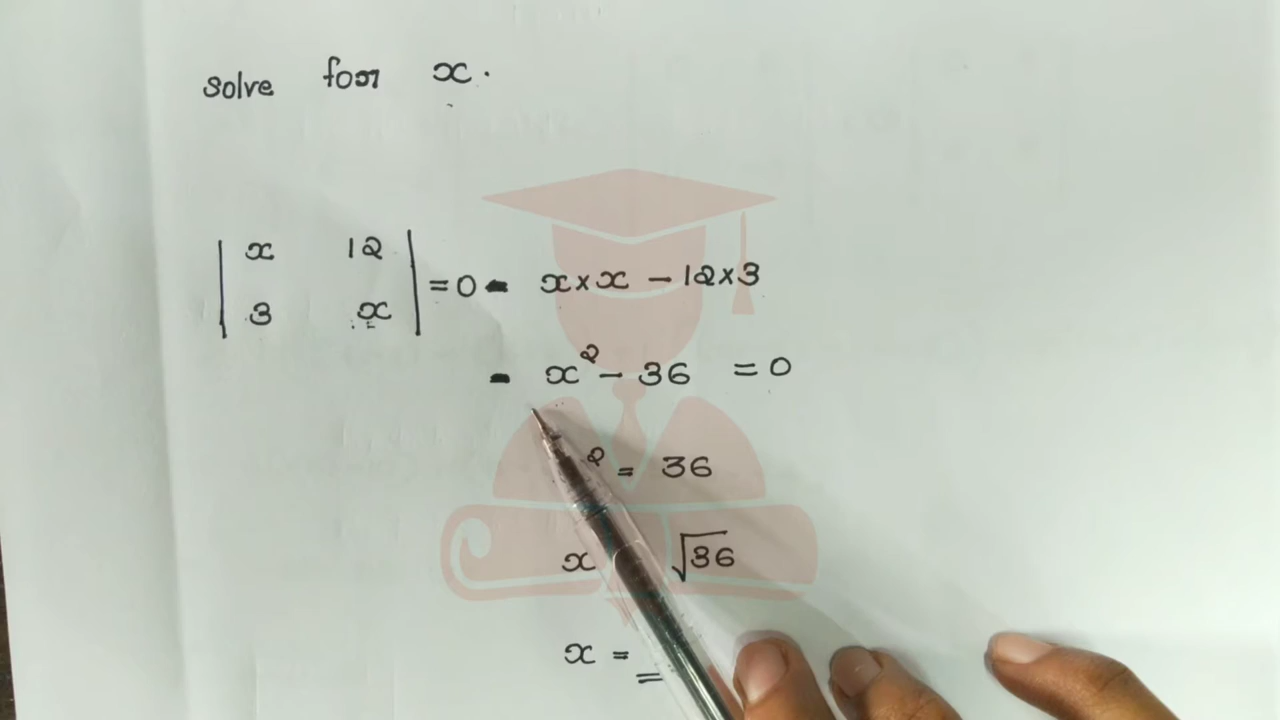 Solve for x.
| x 12 | = 0 - x × x - 12 × 3
| 3 x |
- x² - 36 = 0
² = 36
x √36
x =
=